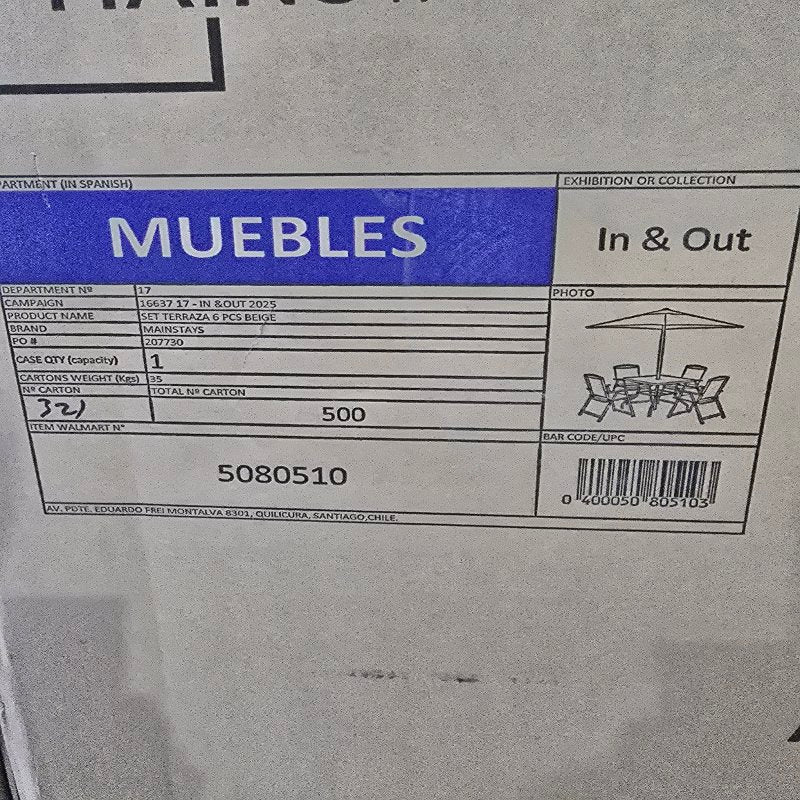 ARTMENT (IN SPANISH)
EXHIBITION OR COLLECTION
MUEBLES
In & Out
DEPARTMENT Nº 17
PHOTO
CAMPAIGN 16637 17 - IN &OUT 2025
PRODUCT NAME SET TERRAZA 6 PCS BEIGE
BRAND MAINSTAYS
PO # 207730
CASE QTY (capacity) 1
CARTONS WEIGHT (Kgs) 35
Nº CARTON TOTAL Nº CARTON
321 500
ITEM WALMART N°
BAR CODE/UPC
5080510
0 400050 805103
AV. PDTE. EDUARDO FREI MONTALVA 8301, QUILICURA, SANTIAGO,CHILE.